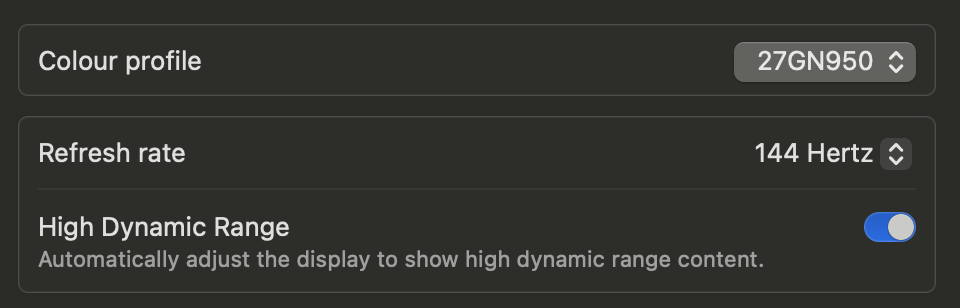 Colour profile
27GN950
Refresh rate
144 Hertz
High Dynamic Range
Automatically adjust the display to show high dynamic range content.